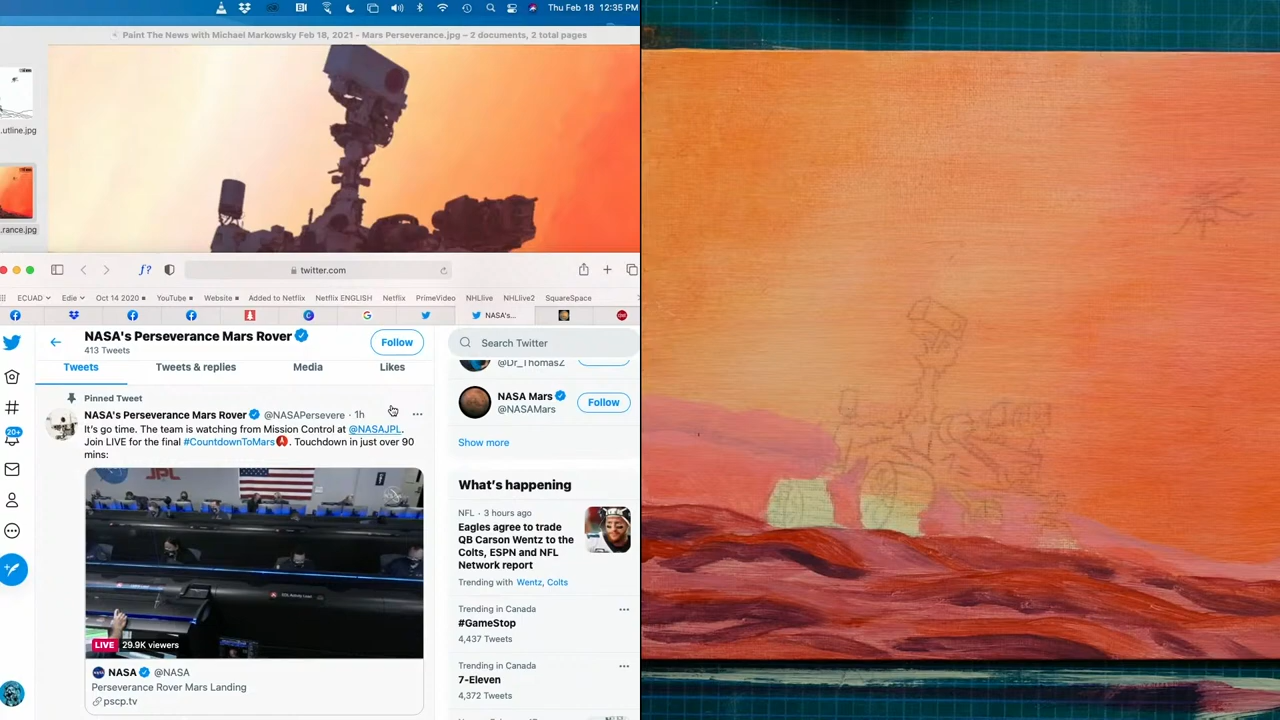 Thu Feb 18 12:35 PM
Paint The News with Michael Markowsky Feb 18, 2021 - Mars Perseverance.jpg – 2 documents, 2 total pages
.utline.jpg
.rance.jpg
f?
twitter.com
ECUAD
Edie
Oct 14 2020
YouTube
Website
Added to Netflix
Netflix ENGLISH
Netflix
PrimeVideo
NHLlive
NHLlive2
SquareSpace
NASA's...
NASA's Perseverance Mars Rover
413 Tweets
Follow
Tweets
Tweets & replies
Media
Likes
Pinned Tweet
NASA's Perseverance Mars Rover @NASAPersevere · 1h
It's go time. The team is watching from Mission Control at @NASAJPL.
Join LIVE for the final #CountdownToMars. Touchdown in just over 90
mins:
JPL
LIVE 29.9K viewers
NASA @NASA
Perseverance Rover Mars Landing
pscp.tv
20+
Search Twitter
@Dr_ThomasZ
NASA Mars
@NASAMars
Follow
Show more
What's happening
NFL · 3 hours ago
Eagles agree to trade
QB Carson Wentz to the
Colts, ESPN and NFL
Network report
Trending with Wentz, Colts
Trending in Canada
#GameStop
4,437 Tweets
Trending in Canada
7-Eleven
4,372 Tweets